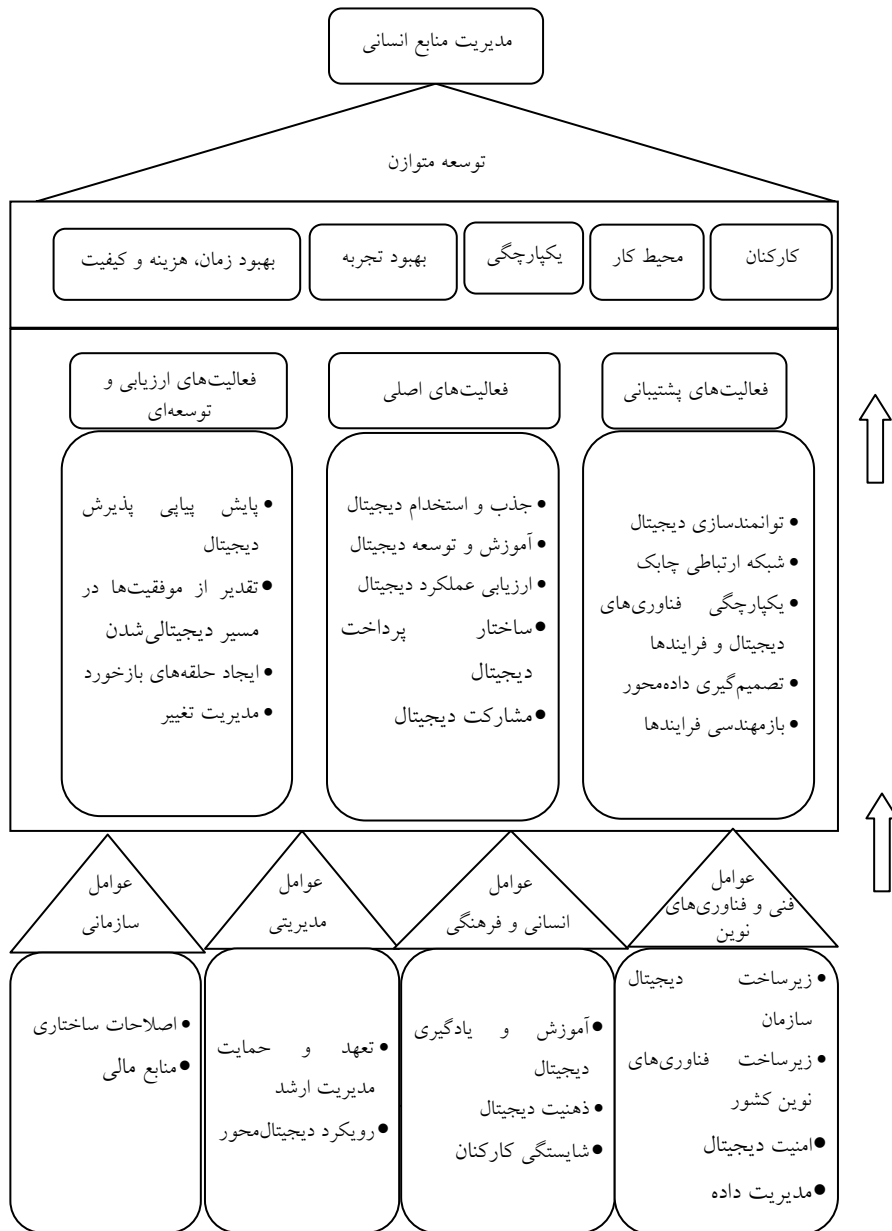 مدیریت منابع انسانی
توسعه متوازن
کارکنان
محیط کار
یکپارچگی
بهبود تجربه
بهبود زمان، هزینه و کیفیت
فعالیت‌های پشتیبانی
• توانمندسازی دیجیتال
• شبکه ارتباطی چابک
• یکپارچگی فناوری‌های
دیجیتال و فرایندها
• تصمیم‌گیری داده‌محور
• بازمهندسی فرایندها
فعالیت‌های اصلی
• جذب و استخدام دیجیتال
• آموزش و توسعه دیجیتال
• ارزیابی عملکرد دیجیتال
• ساختار پرداخت
دیجیتال
• مشارکت دیجیتال
فعالیت‌های ارزیابی و
توسعه‌ای
• پایش پیاپی پذیرش
دیجیتال
• تقدیر از موفقیت‌ها در
مسیر دیجیتالی‌شدن
• ایجاد حلقه‌های بازخورد
• مدیریت تغییر
عوامل
فنی و فناوری‌های
نوین
• زیرساخت دیجیتال
سازمان
• زیرساخت فناوری‌های
نوین کشور
• امنیت دیجیتال
• مدیریت داده
عوامل
انسانی و فرهنگی
• آموزش و یادگیری
دیجیتال
• ذهنیت دیجیتال
• شایستگی کارکنان
عوامل
مدیریتی
• تعهد و حمایت
مدیریت ارشد
• رویکرد دیجیتال‌محور
عوامل
سازمانی
• اصلاحات ساختاری
• منابع مالی